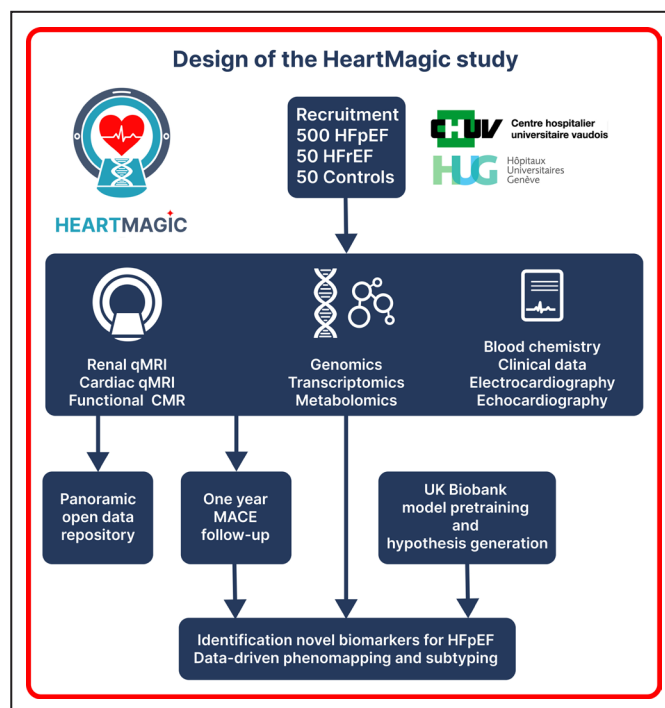 Design of the HeartMagic study
HEARTMAGIC
Recruitment
500 HFpEF
50 HFrEF
50 Controls
CHUV
Centre hospitalier
universitaire vaudois
HUG
Hôpitaux
Universitaires
Genève
Renal qMRI
Cardiac qMRI
Functional CMR
Genomics
Transcriptomics
Metabolomics
Blood chemistry
Clinical data
Electrocardiography
Echocardiography
Panoramic
open data
repository
One year
MACE
follow-up
UK Biobank
model pretraining
and
hypothesis generation
Identification novel biomarkers for HFpEF
Data-driven phenomapping and subtyping